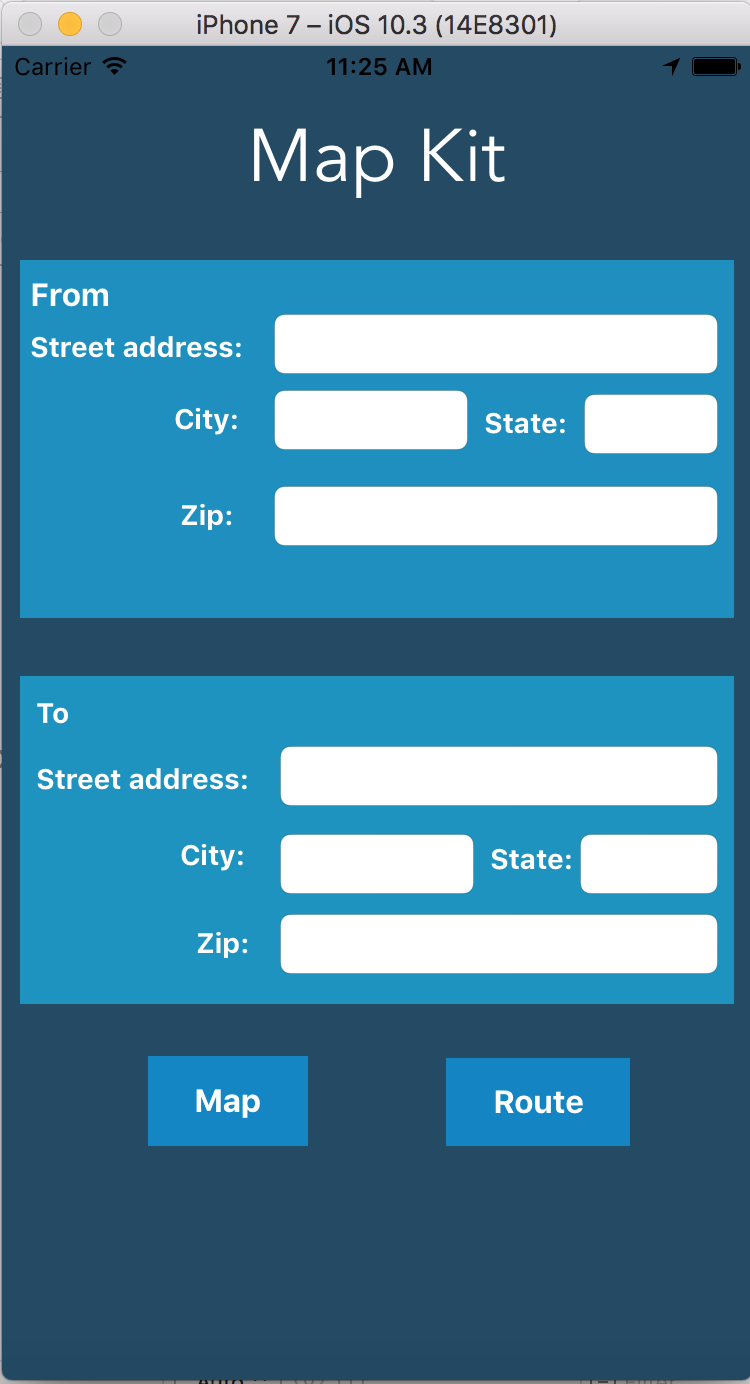 iPhone 7 – iOS 10.3 (14E8301)
Carrier 11:25 AM
Map Kit
From
Street address:
City: State:
Zip:
To
Street address:
City: State:
Zip:
Map Route